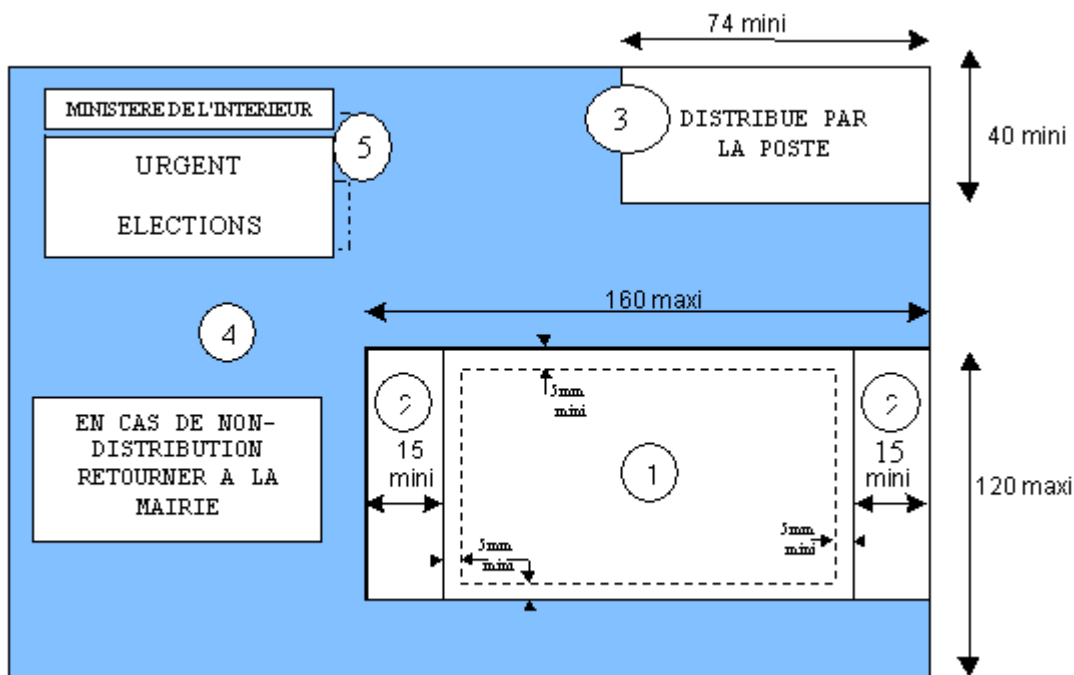 74 mini
MINISTERE DE L'INTERIEUR
URGENT
ELECTIONS
5
3
DISTRIBUE PAR
LA POSTE
40 mini
160 maxi
4
EN CAS DE NON-
DISTRIBUTION
RETOURNER A LA
MAIRIE
2
15
mini
5mm
mini
1
5mm
mini
5mm
mini
2
15
mini
120 maxi